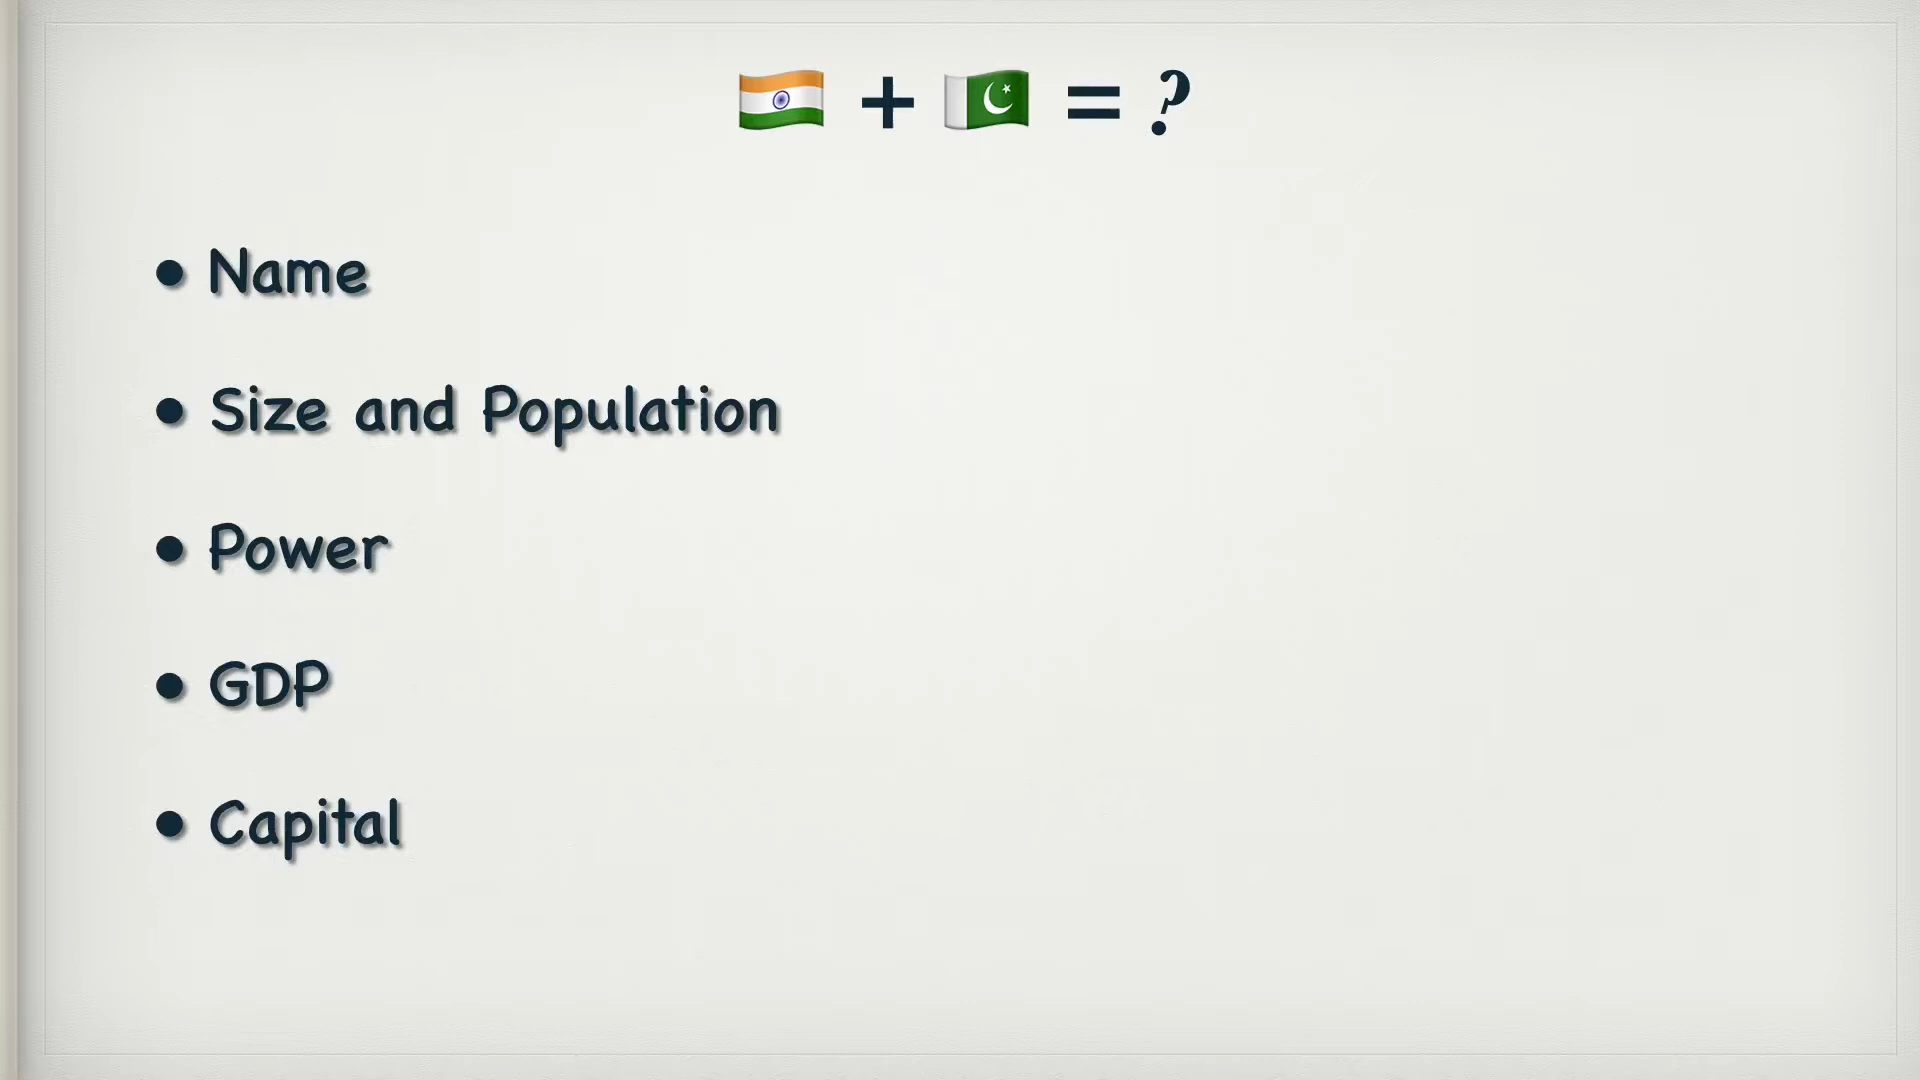 🇮🇳 + 🇵🇰 = ?
• Name
• Size and Population
• Power
• GDP
• Capital